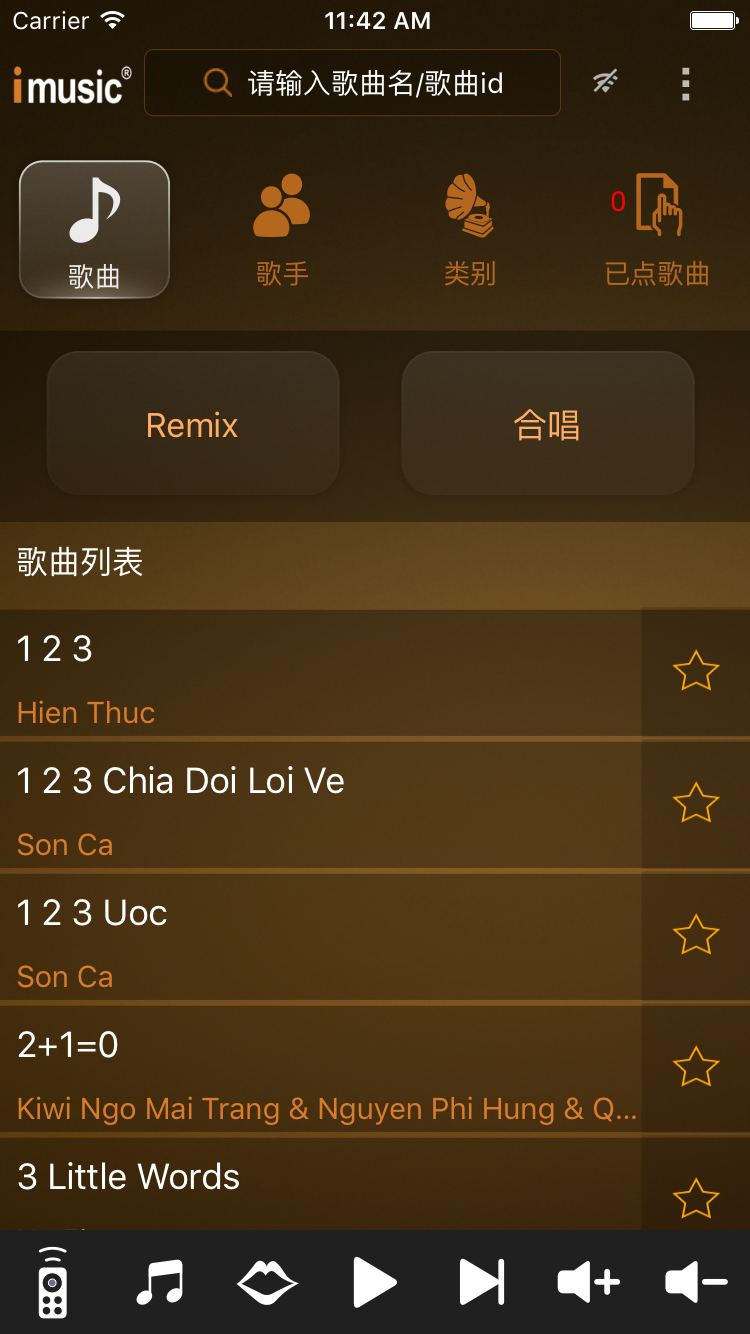 Carrier 11:42 AM
imusic® 请输入歌曲名/歌曲id
歌曲 歌手 类别 0 已点歌曲
Remix 合唱
歌曲列表
1 2 3
Hien Thuc
1 2 3 Chia Doi Loi Ve
Son Ca
1 2 3 Uoc
Son Ca
2+1=0
Kiwi Ngo Mai Trang & Nguyen Phi Hung & Q...
3 Little Words